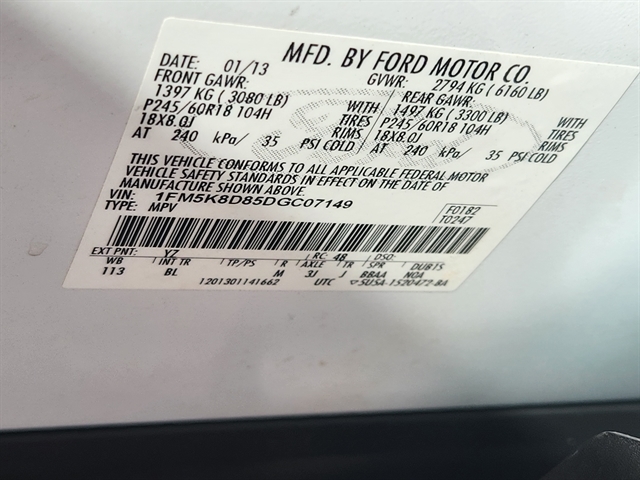 MFD. BY FORD MOTOR CO.
DATE: 01/13 GVWR: 2794 KG (6160 LB)
FRONT GAWR: REAR GAWR:
1397 KG (3080 LB) WITH 1497 KG (3300 LB) WITH
P245/60R18 104H TIRES P245/60R18 104H TIRES
18X8.0J RIMS 18X8.0J RIMS
AT 240 kPa/ 35 PSI COLD AT 240 kPa/ 35 PSI COLD
THIS VEHICLE CONFORMS TO ALL APPLICABLE FEDERAL MOTOR
VEHICLE SAFETY STANDARDS IN EFFECT ON THE DATE OF
MANUFACTURE SHOWN ABOVE.
VIN: 1FM5K8D85DGC07149 F0182
TYPE: MPV T0247
EXT PNT: YZ RC: 48 DSO:
WB INT TR TP/PS R AXLE TR SPR DUB15
113 BL M 3J J BBAA NOA
1201301141662 UTC 5USA-1520472-BA